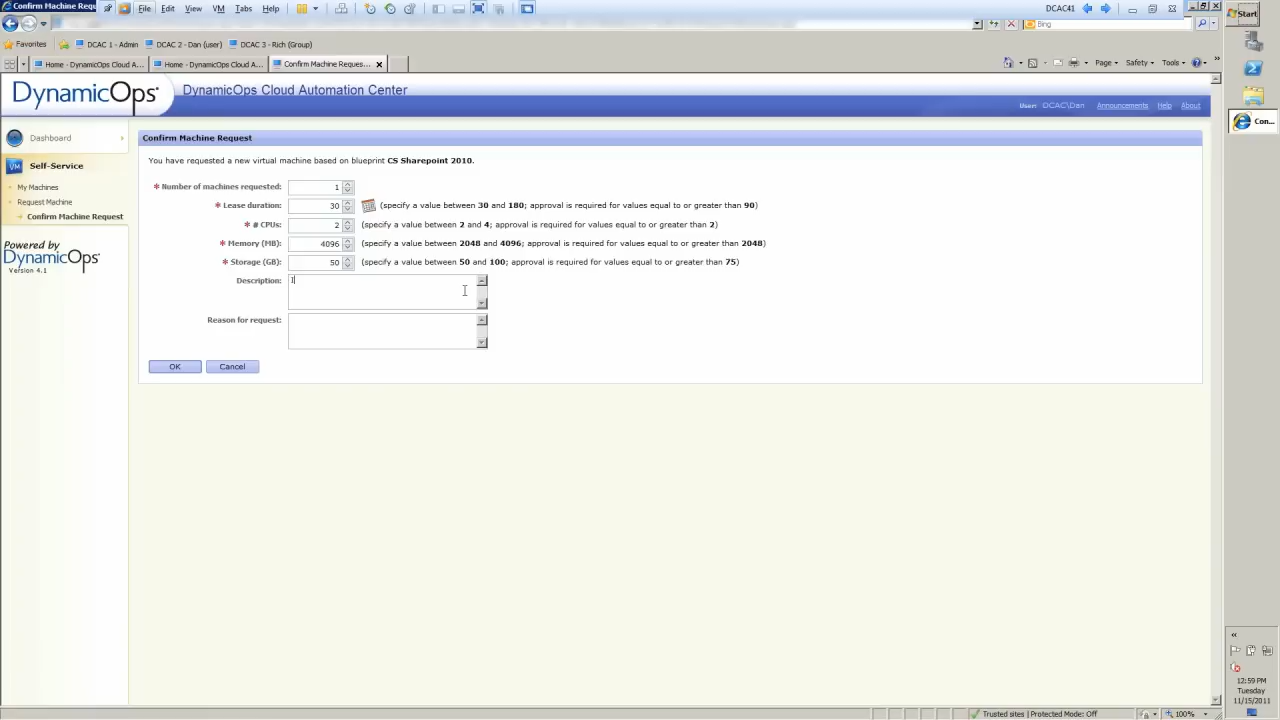 Confirm Machine Request
File Edit View VM Tabs Help
DCAC41
Bing
Start
Favorites DCAC 1 - Admin DCAC 2 - Dan (user) DCAC 3 - Rich (Group)
Home - DynamicOps Cloud A... Home - DynamicOps Cloud A... Confirm Machine Reques...
Page Safety Tools
DynamicOps DynamicOps Cloud Automation Center
User: DCAC\Dan Announcements Help About
Con...
Dashboard
Confirm Machine Request
You have requested a new virtual machine based on blueprint CS Sharepoint 2010.
VM Self-Service
My Machines
Request Machine
Confirm Machine Request
* Number of machines requested: 1
* Lease duration: 30 (specify a value between 30 and 180; approval is required for values equal to or greater than 90)
* # CPUs: 2 (specify a value between 2 and 4; approval is required for values equal to or greater than 2)
* Memory (MB): 4096 (specify a value between 2048 and 4096; approval is required for values equal to or greater than 2048)
* Storage (GB): 50 (specify a value between 50 and 100; approval is required for values equal to or greater than 75)
Description: I
Reason for request:
OK Cancel
Powered by
DynamicOps
Version 4.1
12:59 PM
Tuesday
11/15/2011
Trusted sites | Protected Mode: Off
100%